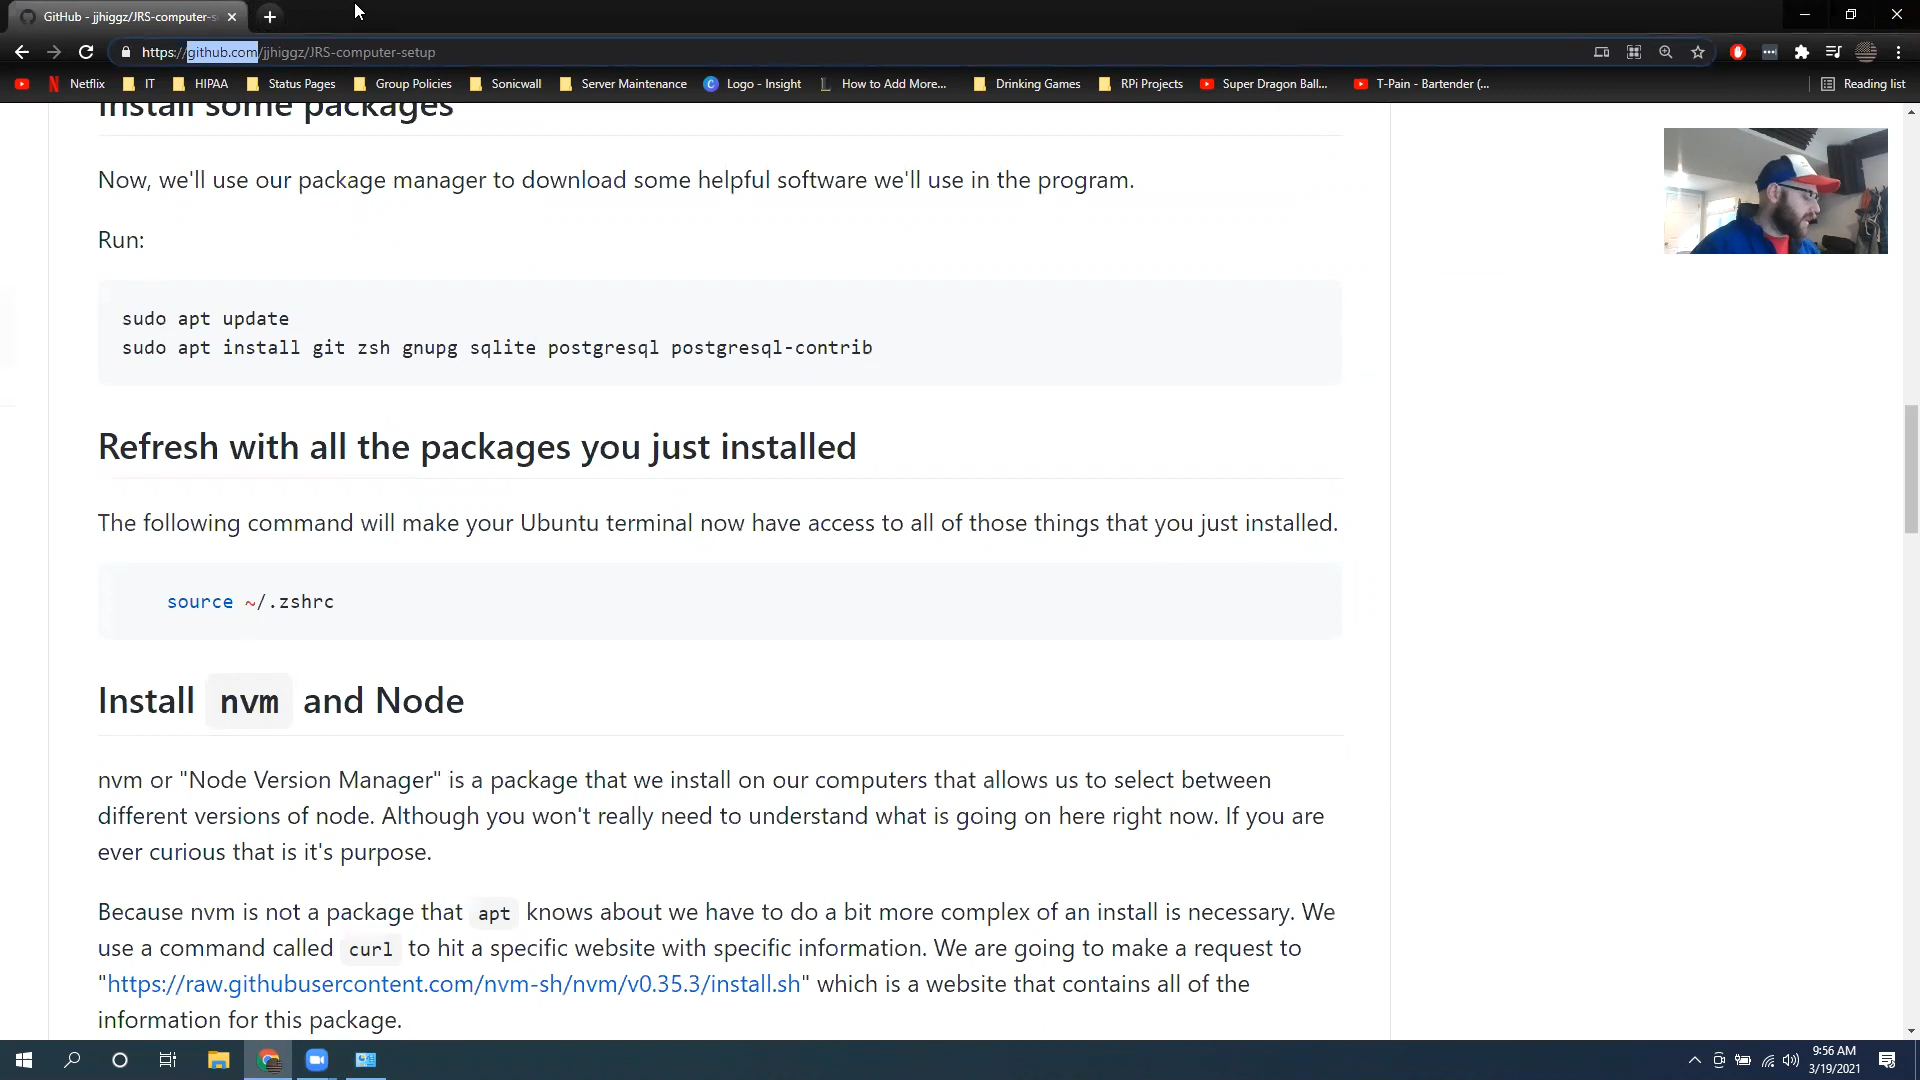 GitHub - jjhiggz/JRS-computer-s
https://github.com/jjhiggz/JRS-computer-setup
Netflix IT HIPAA Status Pages Group Policies Sonicwall Server Maintenance Logo - Insight How to Add More... Drinking Games RPi Projects Super Dragon Ball... T-Pain - Bartender (... Reading list
Install some packages
Now, we'll use our package manager to download some helpful software we'll use in the program.
Run:
sudo apt update
sudo apt install git zsh gnupg sqlite postgresql postgresql-contrib
Refresh with all the packages you just installed
The following command will make your Ubuntu terminal now have access to all of those things that you just installed.
source ~/.zshrc
Install nvm and Node
nvm or "Node Version Manager" is a package that we install on our computers that allows us to select between
different versions of node. Although you won't really need to understand what is going on here right now. If you are
ever curious that is it's purpose.
Because nvm is not a package that apt knows about we have to do a bit more complex of an install is necessary. We
use a command called curl to hit a specific website with specific information. We are going to make a request to
"https://raw.githubusercontent.com/nvm-sh/nvm/v0.35.3/install.sh" which is a website that contains all of the
information for this package.
9:56 AM
3/19/2021